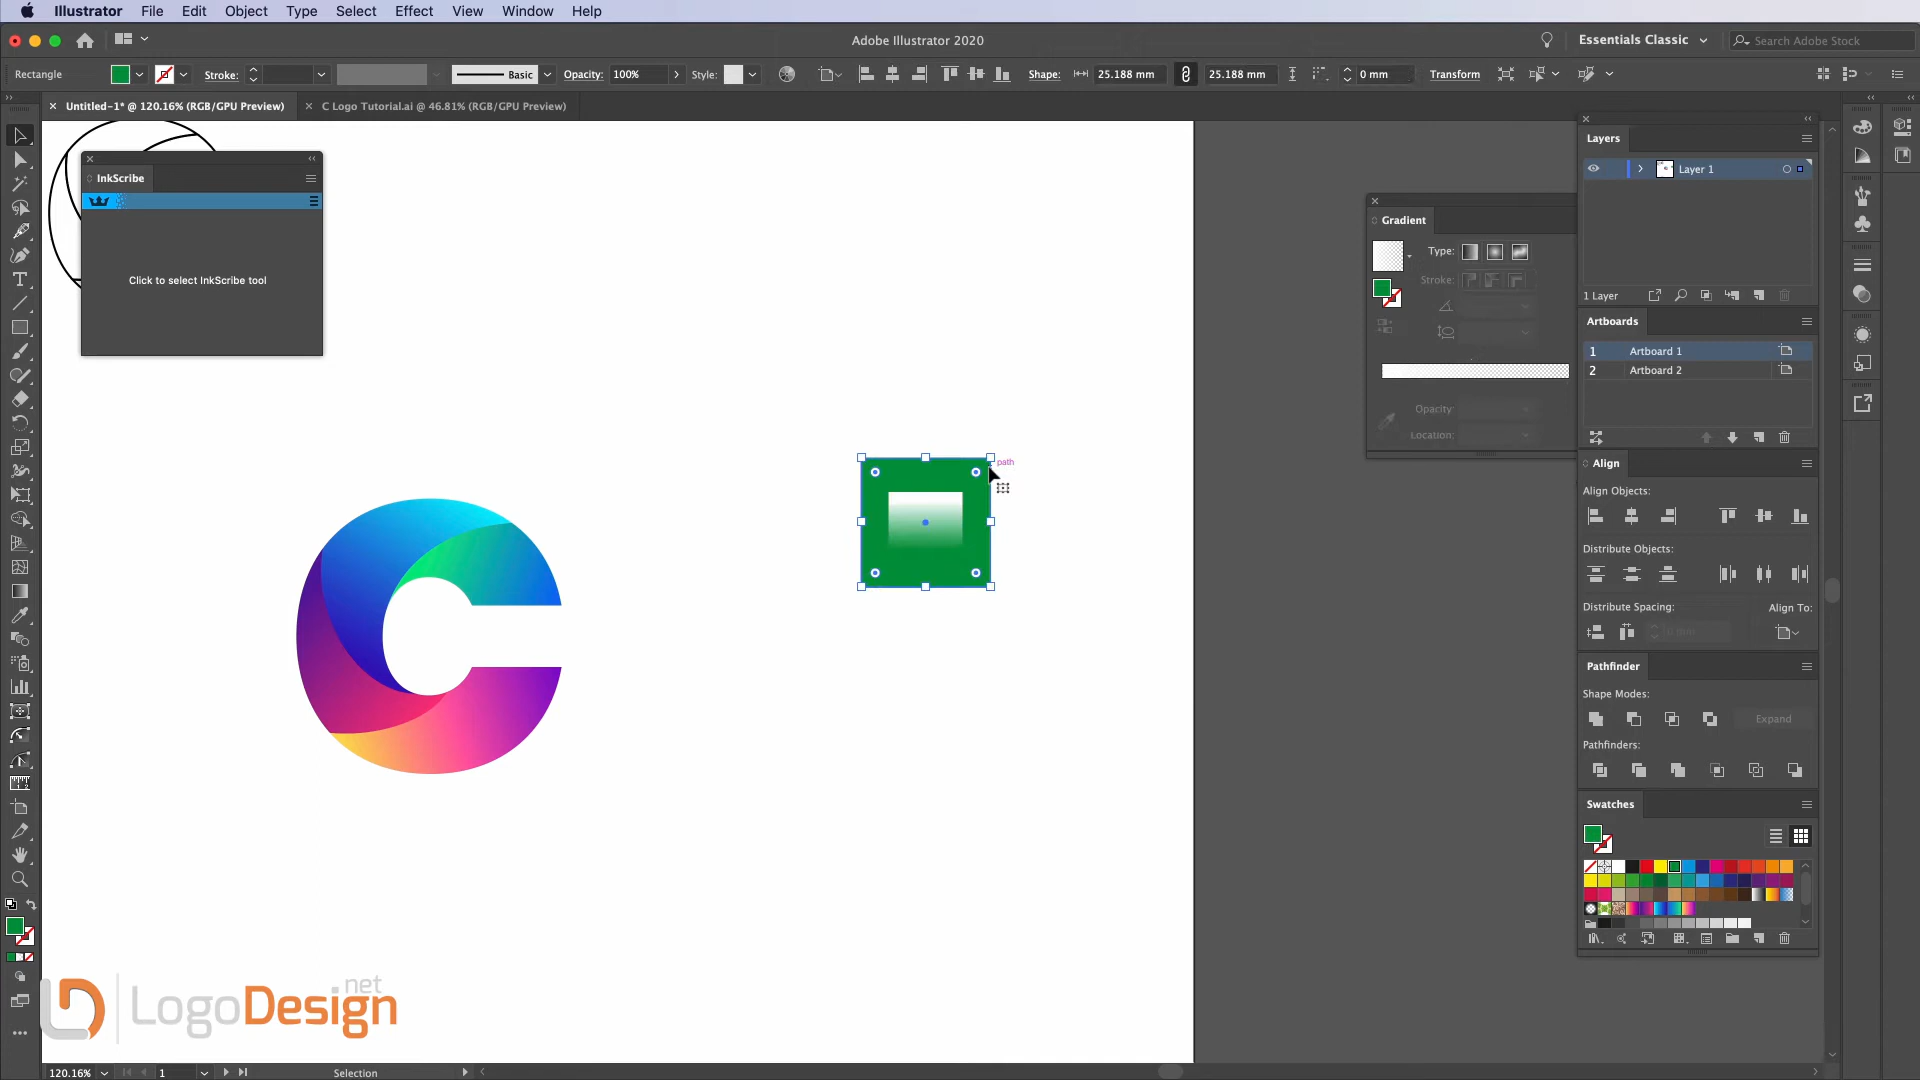 Illustrator File Edit Object Type Select Effect View Window Help
Adobe Illustrator 2020
Essentials Classic
Search Adobe Stock
Rectangle
Stroke:
Basic
Opacity: 100%
Style:
Shape:
25.188 mm
25.188 mm
0 mm
Transform
Untitled-1* @ 120.16% (RGB/GPU Preview)
C Logo Tutorial.ai @ 46.81% (RGB/GPU Preview)
InkScribe
Click to select InkScribe tool
path
Gradient
Type:
Stroke:
Opacity:
Location:
Layers
Layer 1
1 Layer
Artboards
1 Artboard 1
2 Artboard 2
Align
Align Objects:
Distribute Objects:
Distribute Spacing:
Align To:
Pathfinder
Shape Modes:
Expand
Pathfinders:
Swatches
net
LogoDesign
120.16%
1
Selection